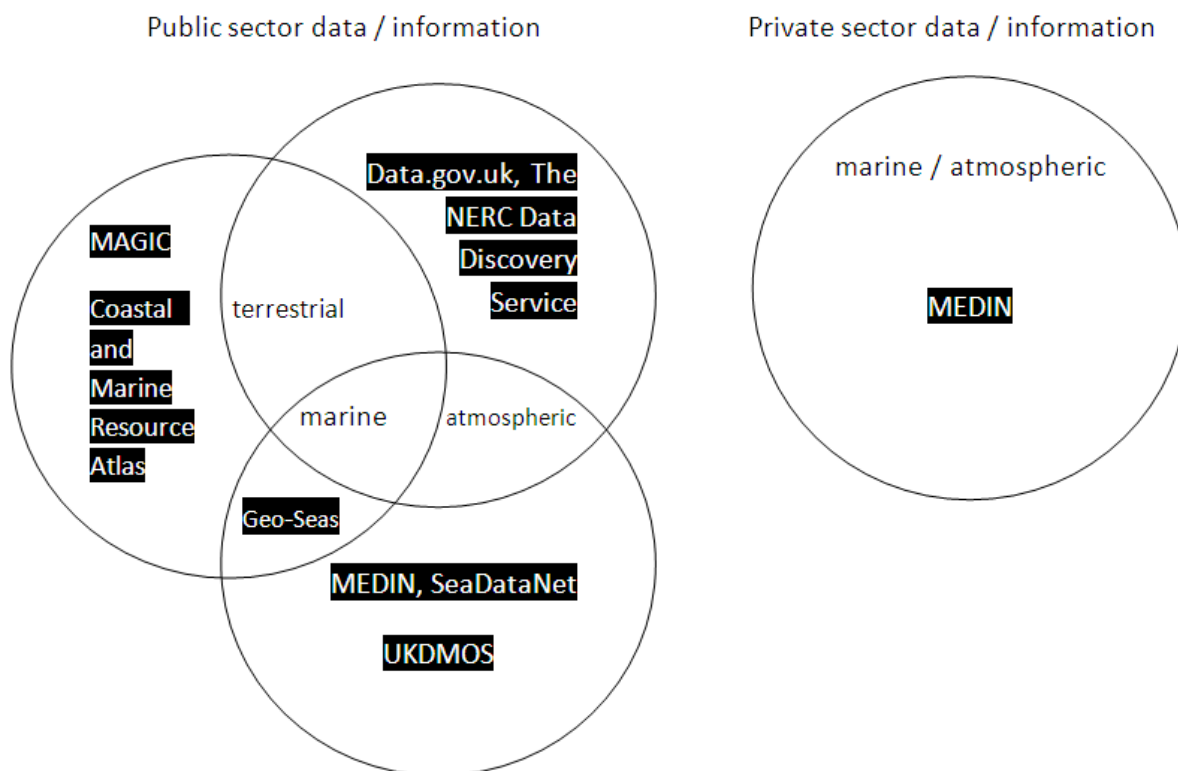 Public sector data / information
Private sector data / information
Data.gov.uk, The
NERC Data
Discovery
Service
MAGIC
Coastal
and
Marine
Resource
Atlas
terrestrial
marine
atmospheric
Geo-Seas
MEDIN, SeaDataNet
UKDMOS
marine / atmospheric
MEDIN